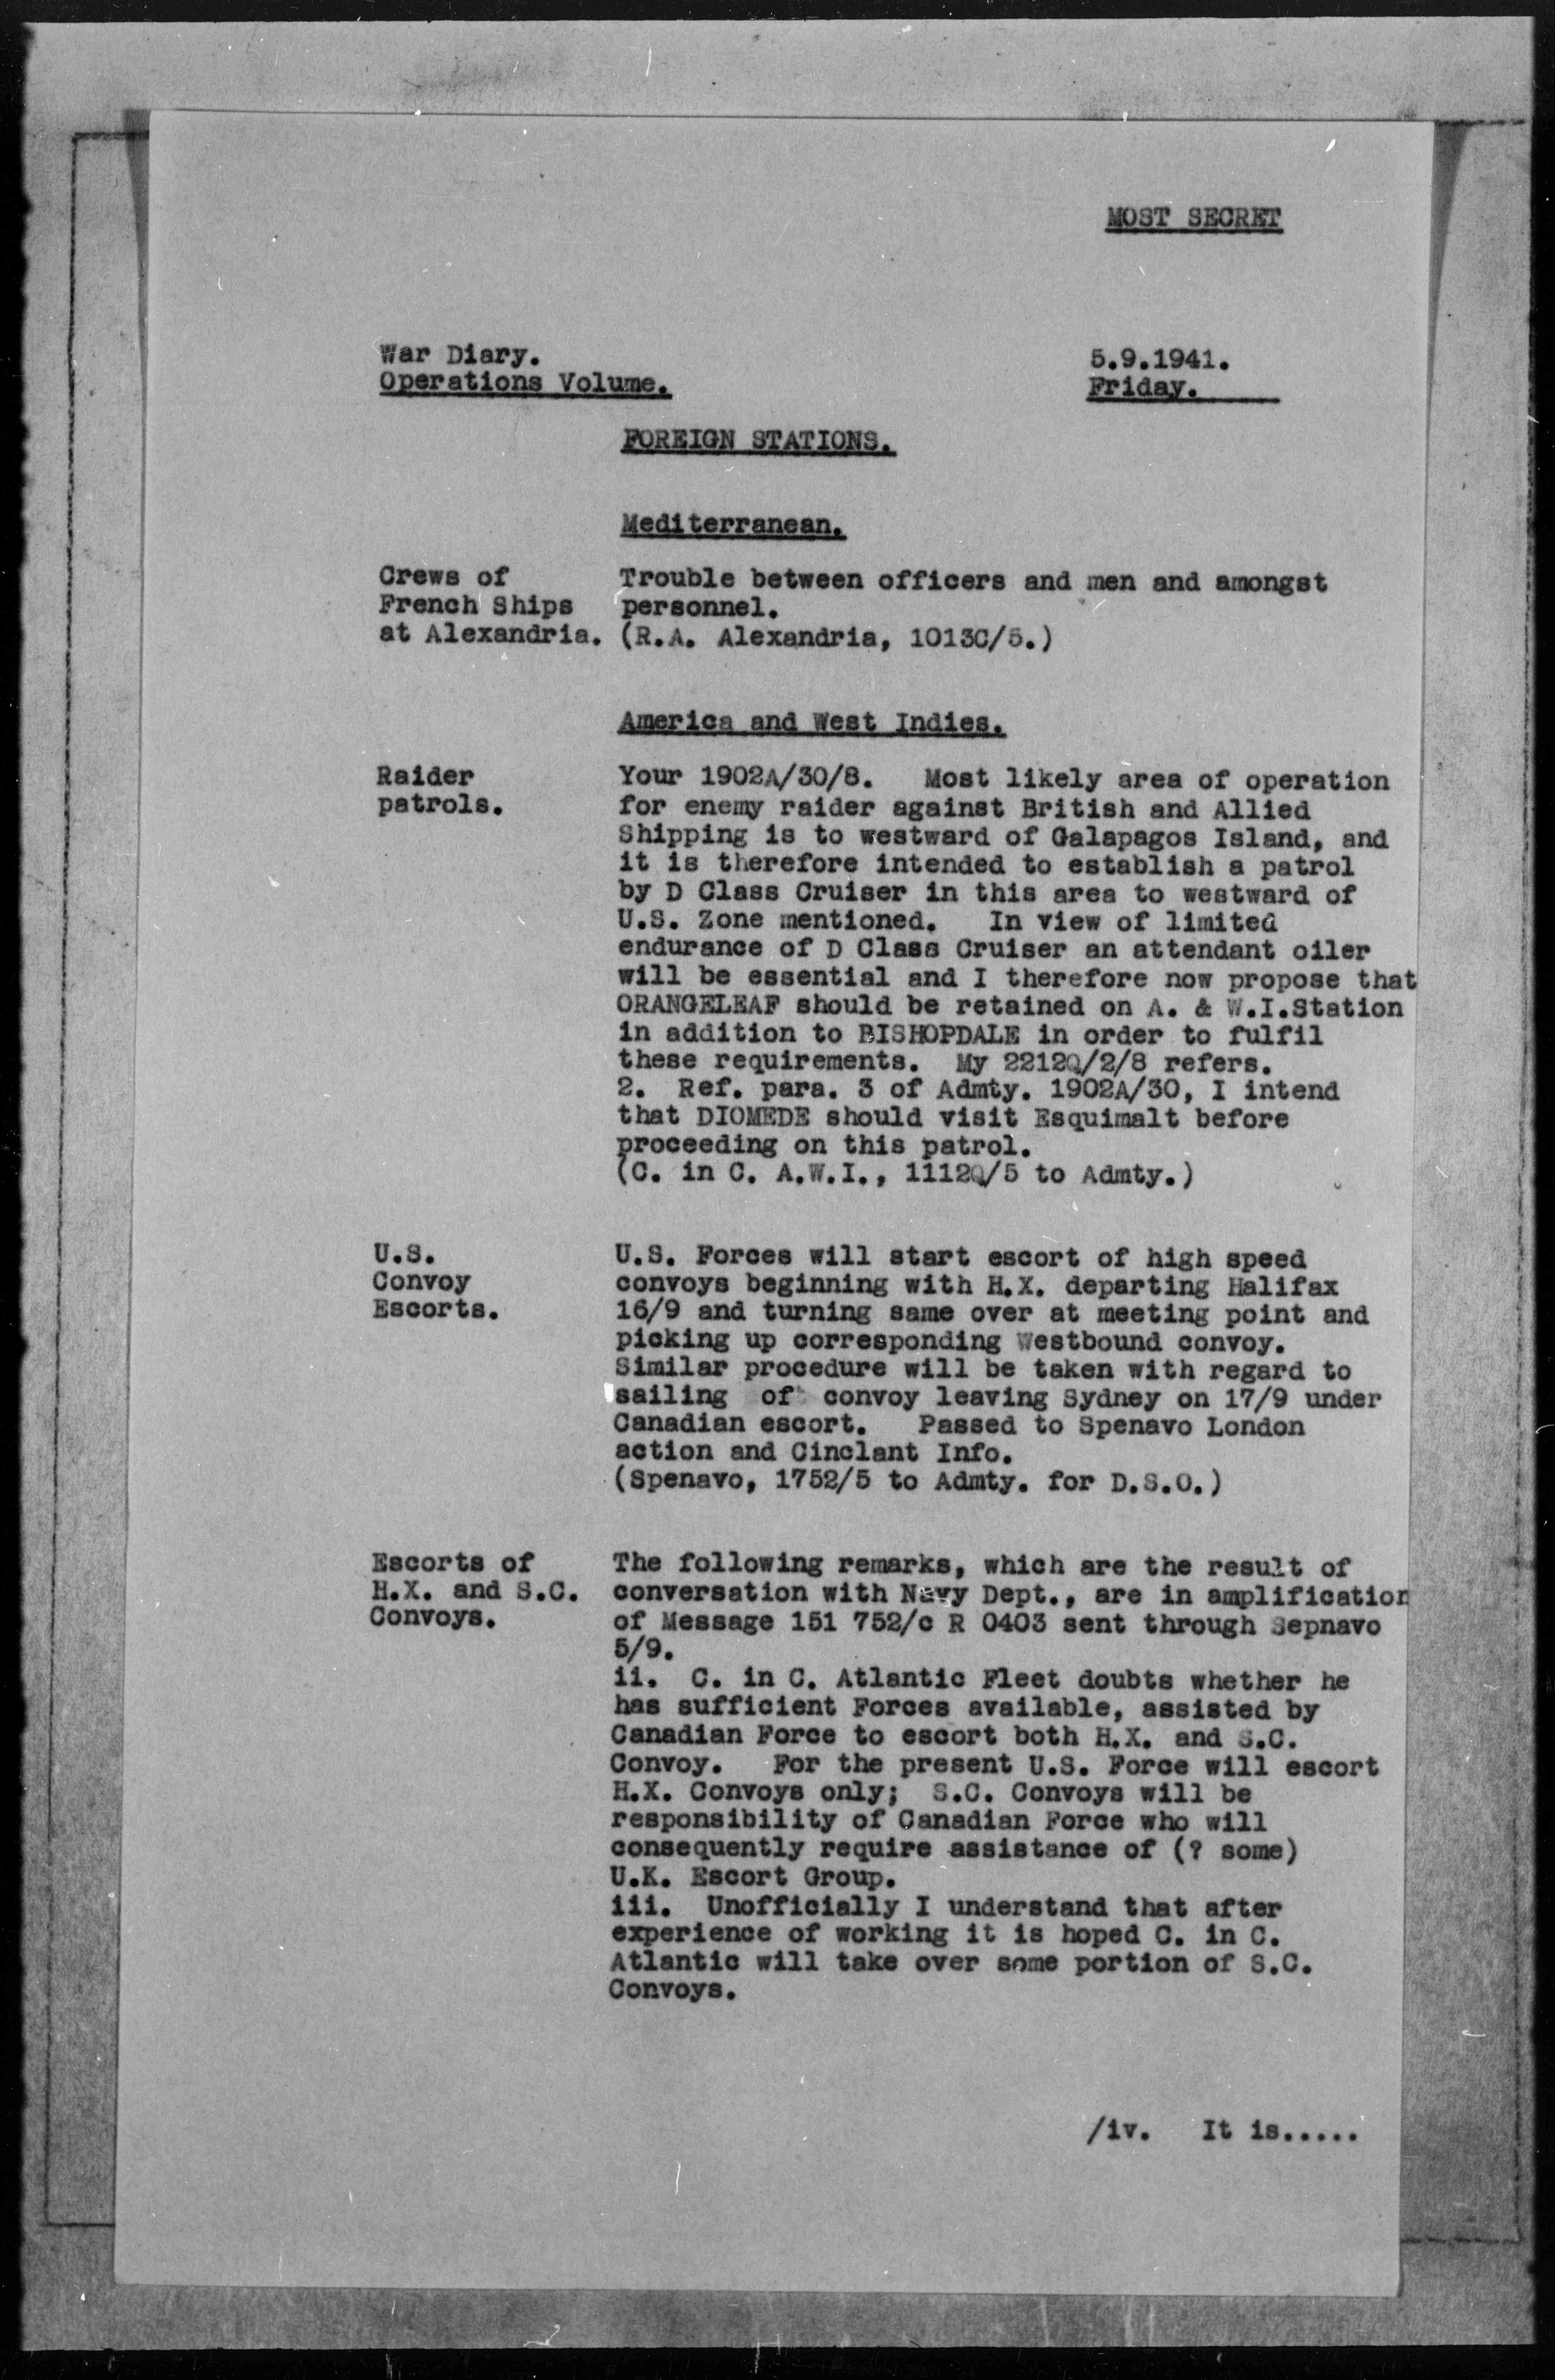 MOST SECRET
War Diary.
Operations Volume.
5.9.1941.
Friday.
FOREIGN STATIONS.
Mediterranean.
Crews of
French Ships
at Alexandria.
Trouble between officers and men and amongst
personnel.
(R.A. Alexandria, 1013C/5.)
America and West Indies.
Raider
patrols.
Your 1902A/30/8. Most likely area of operation
for enemy raider against British and Allied
Shipping is to westward of Galapagos Island, and
it is therefore intended to establish a patrol
by D Class Cruiser in this area to westward of
U.S. Zone mentioned. In view of limited
endurance of D Class Cruiser an attendant oiler
will be essential and I therefore now propose that
ORANGELEAF should be retained on A. & W.I.Station
in addition to BISHOPDALE in order to fulfil
these requirements. My 2212Q/2/8 refers.
2. Ref. para. 3 of Admty. 1902A/30, I intend
that DIOMEDE should visit Esquimalt before
proceeding on this patrol.
(C. in C. A.W.I., 1112Q/5 to Admty.)
U.S.
Convoy
Escorts.
U.S. Forces will start escort of high speed
convoys beginning with H.X. departing Halifax
16/9 and turning same over at meeting point and
picking up corresponding Westbound convoy.
Similar procedure will be taken with regard to
sailing of convoy leaving Sydney on 17/9 under
Canadian escort. Passed to Spenavo London
action and Cinclant Info.
(Spenavo, 1752/5 to Admty. for D.S.O.)
Escorts of
H.X. and S.C.
Convoys.
The following remarks, which are the result of
conversation with Navy Dept., are in amplification
of Message 151 752/c R 0403 sent through Sepnavo
5/9.
ii. C. in C. Atlantic Fleet doubts whether he
has sufficient Forces available, assisted by
Canadian Force to escort both H.X. and S.C.
Convoy. For the present U.S. Force will escort
H.X. Convoys only; S.C. Convoys will be
responsibility of Canadian Force who will
consequently require assistance of (? some)
U.K. Escort Group.
iii. Unofficially I understand that after
experience of working it is hoped C. in C.
Atlantic will take over some portion of S.C.
Convoys.
/iv. It is.....